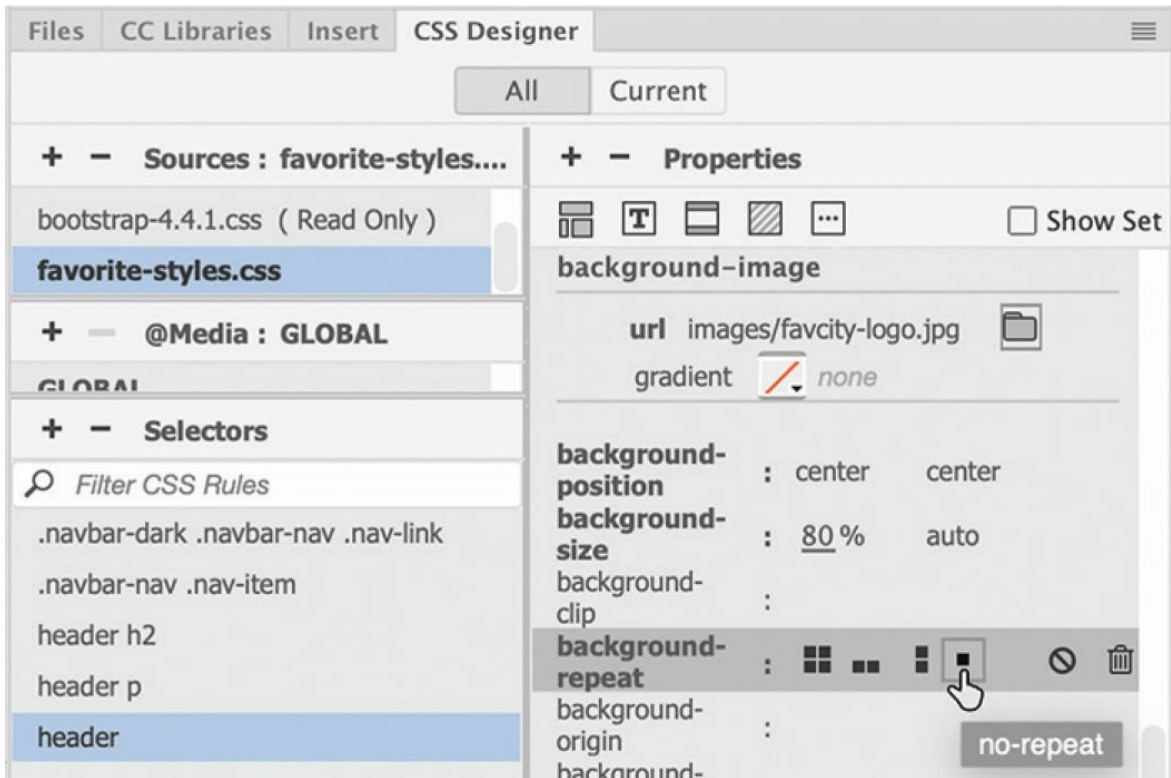 Files CC Libraries Insert CSS Designer
All Current
+ − Sources : favorite-styles....
bootstrap-4.4.1.css ( Read Only )
favorite-styles.css
+ − @Media : GLOBAL
GLOBAL
+ − Selectors
Filter CSS Rules
.navbar-dark .navbar-nav .nav-link
.navbar-nav .nav-item
header h2
header p
header
+ − Properties
T ... Show Set
background-image
url images/favcity-logo.jpg
gradient none
background-
position : center center
background-
size : 80 % auto
background-
clip :
background-
repeat :
background-
origin :
no-repeat
background-